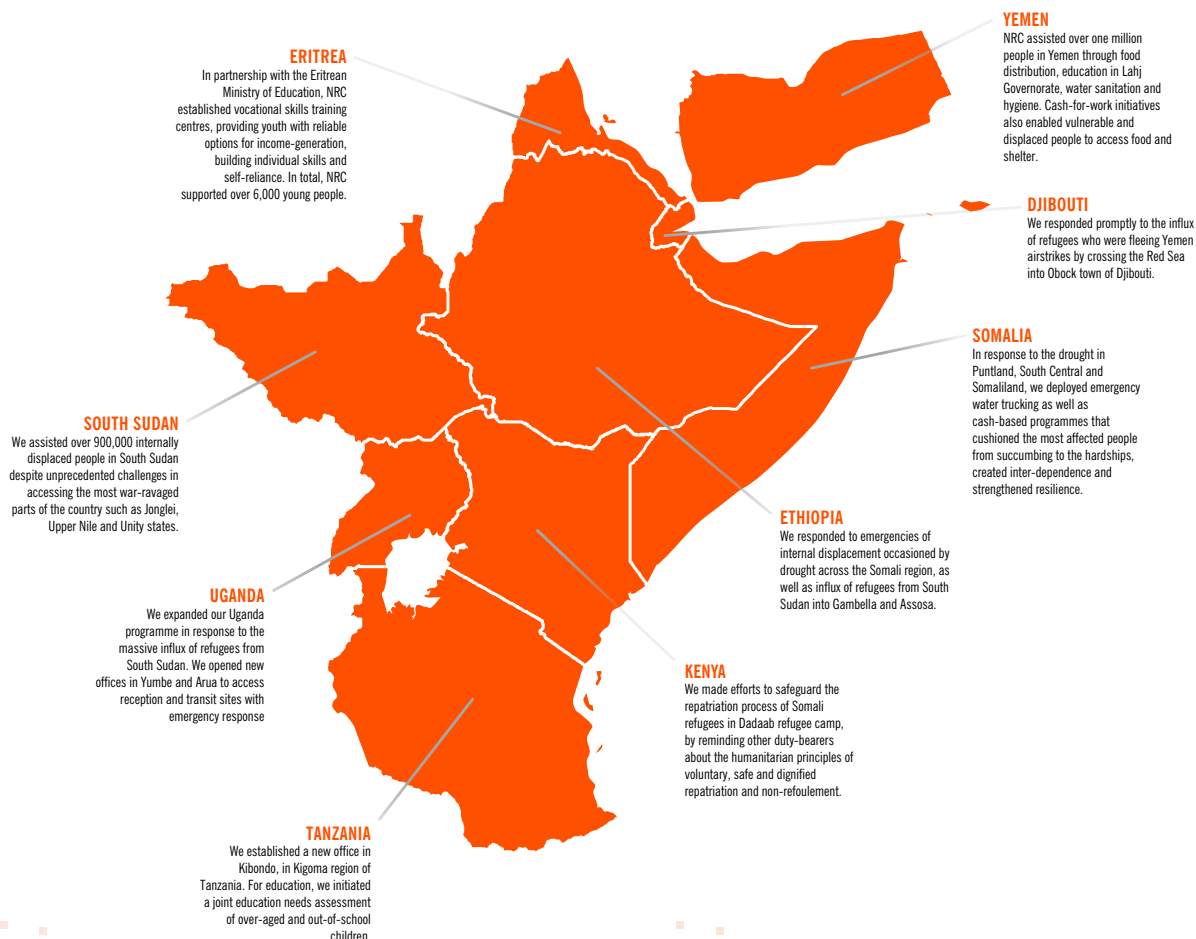 YEMEN
NRC assisted over one million
people in Yemen through food
distribution, education in Lahj
Governorate, water sanitation and
hygiene. Cash-for-work initiatives
also enabled vulnerable and
displaced people to access food and
shelter.
ERITREA
In partnership with the Eritrean
Ministry of Education, NRC
established vocational skills training
centres, providing youth with reliable
options for income-generation,
building individual skills and
self-reliance. In total, NRC
supported over 6,000 young people.
DJIBOUTI
We responded promptly to the influx
of refugees who were fleeing Yemen
airstrikes by crossing the Red Sea
into Obock town of Djibouti.
SOMALIA
In response to the drought in
Puntland, South Central and
Somaliland, we deployed emergency
water trucking as well as
cash-based programmes that
cushioned the most affected people
from succumbing to the hardships,
created inter-dependence and
strengthened resilience.
SOUTH SUDAN
We assisted over 900,000 internally
displaced people in South Sudan
despite unprecedented challenges in
accessing the most war-ravaged
parts of the country such as Jonglei,
Upper Nile and Unity states.
ETHIOPIA
We responded to emergencies of
internal displacement occasioned by
drought across the Somali region, as
well as influx of refugees from South
Sudan into Gambella and Assosa.
UGANDA
We expanded our Uganda
programme in response to the
massive influx of refugees from
South Sudan. We opened new
offices in Yumbe and Arua to access
reception and transit sites with
emergency response
KENYA
We made efforts to safeguard the
repatriation process of Somali
refugees in Dadaab refugee camp,
by reminding other duty-bearers
about the humanitarian principles of
voluntary, safe and dignified
repatriation and non-refoulement.
TANZANIA
We established a new office in
Kibondo, in Kigoma region of
Tanzania. For education, we initiated
a joint education needs assessment
of over-aged and out-of-school
children.